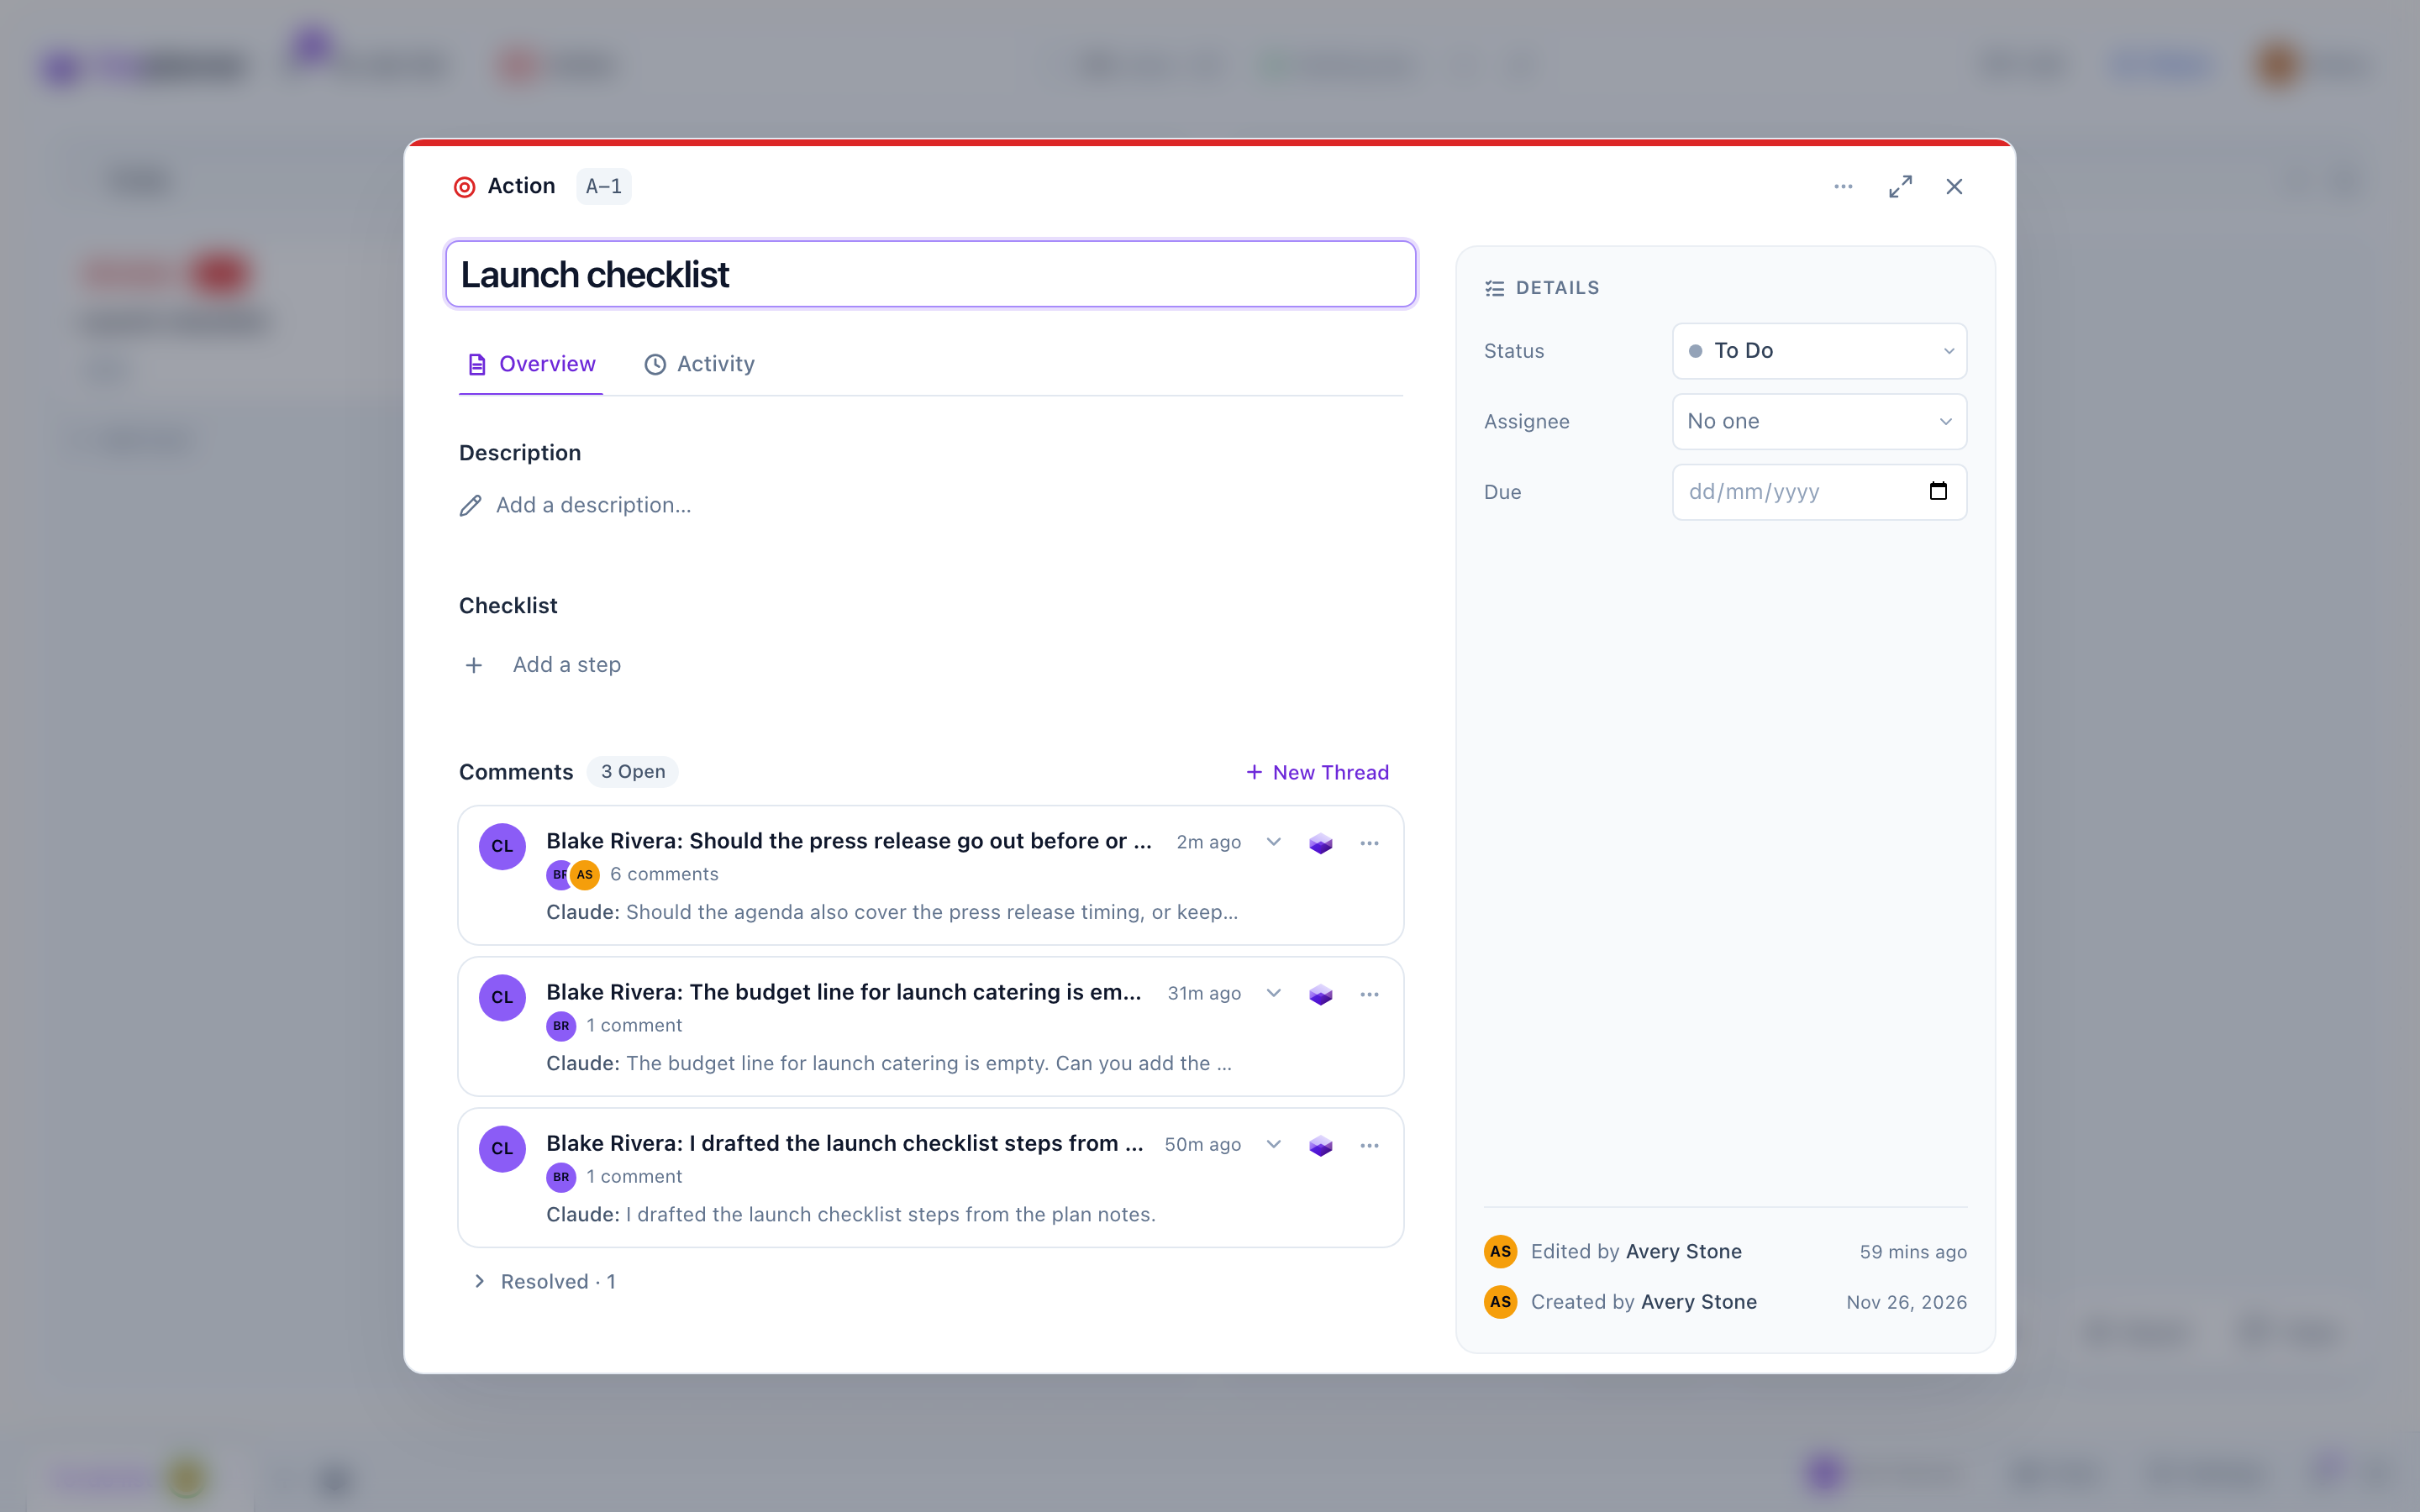 Action A-1
Launch checklist
Overview Activity
Description
Add a description...
Checklist
Add a step
Comments 3 Open + New Thread
CL Blake Rivera: Should the press release go out before or ... 2m ago
BR AS 6 comments
Claude: Should the agenda also cover the press release timing, or keep...
CL Blake Rivera: The budget line for launch catering is em... 31m ago
BR 1 comment
Claude: The budget line for launch catering is empty. Can you add the ...
CL Blake Rivera: I drafted the launch checklist steps from ... 50m ago
BR 1 comment
Claude: I drafted the launch checklist steps from the plan notes.
Resolved · 1
DETAILS
Status To Do
Assignee No one
Due dd/mm/yyyy
AS Edited by Avery Stone 59 mins ago
AS Created by Avery Stone Nov 26, 2026